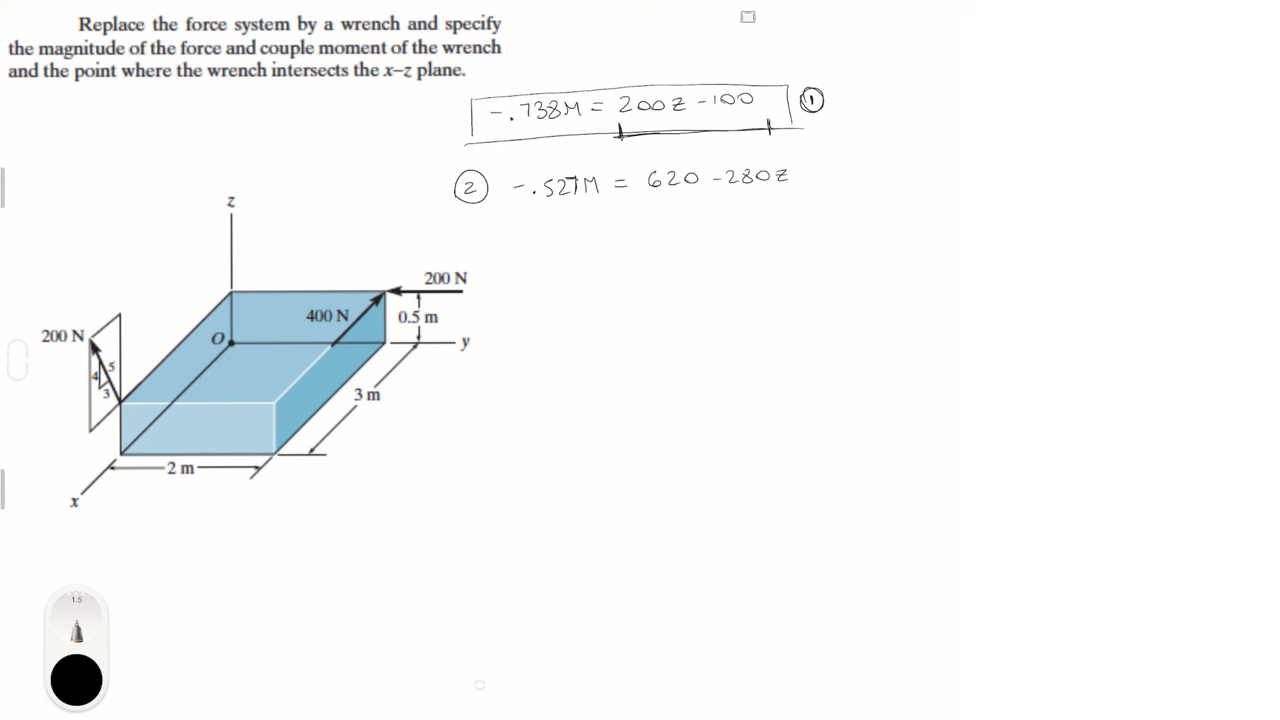 Replace the force system by a wrench and specify
the magnitude of the force and couple moment of the wrench
and the point where the wrench intersects the x–z plane.
-.738M = 200z -100 ①
② -.527M = 620 -280z
z
200 N
400 N
0.5 m
200 N
O
y
5
4
3
3 m
2 m
x
1.5